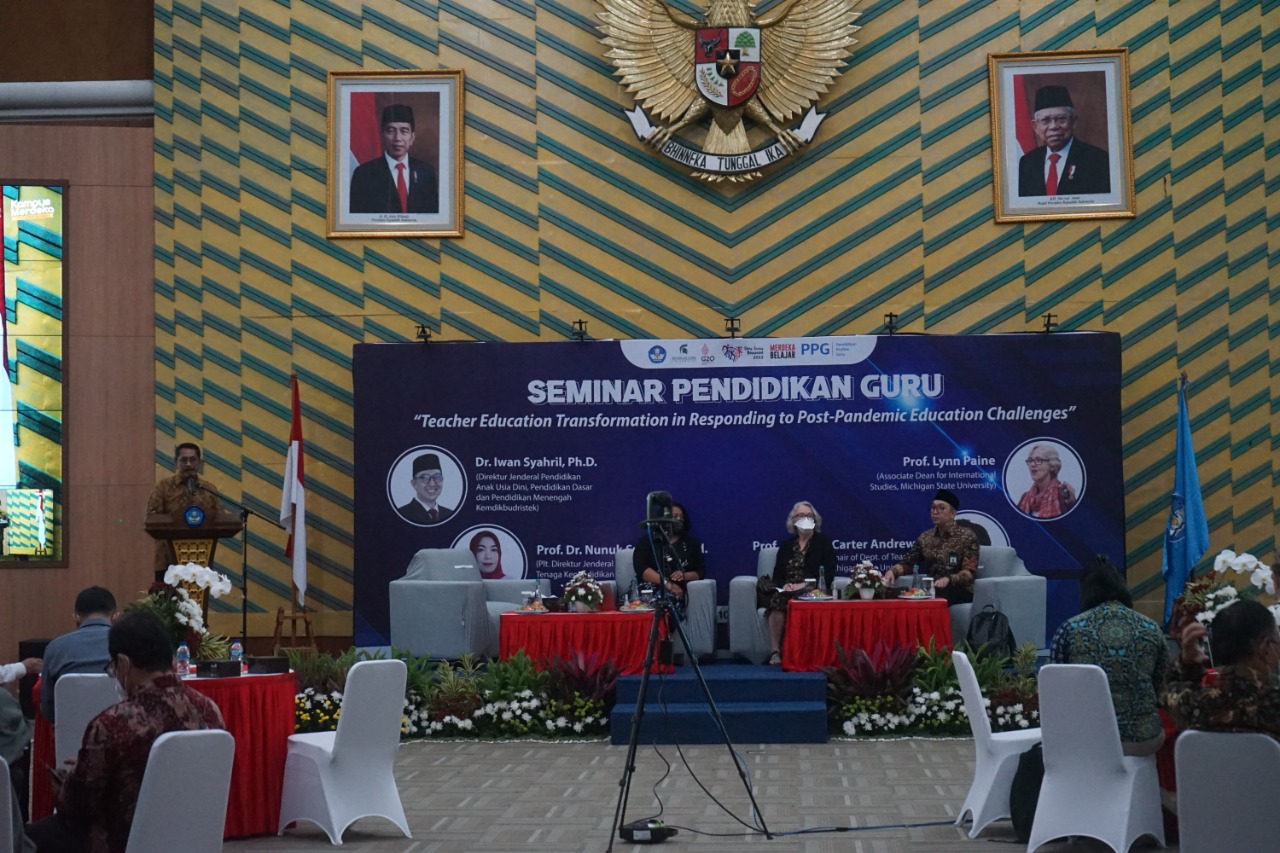 BHINNEKA TUNGGAL IKA
Kampus
Merdeka
G20
MERDEKA
BELAJAR
PPG
SEMINAR PENDIDIKAN GURU
“Teacher Education Transformation in Responding to Post-Pandemic Education Challenges”
Dr. Iwan Syahril, Ph.D.
(Direktur Jenderal Pendidikan
Anak Usia Dini, Pendidikan Dasar
dan Pendidikan Menengah
Kemdikbudristek)
Prof. Lynn Paine
(Associate Dean for International
Studies, Michigan State University)
Prof. Dr. Nunuk
(Plt. Direktur Jenderal
Tenaga
Carter Andrew
of Dept. of